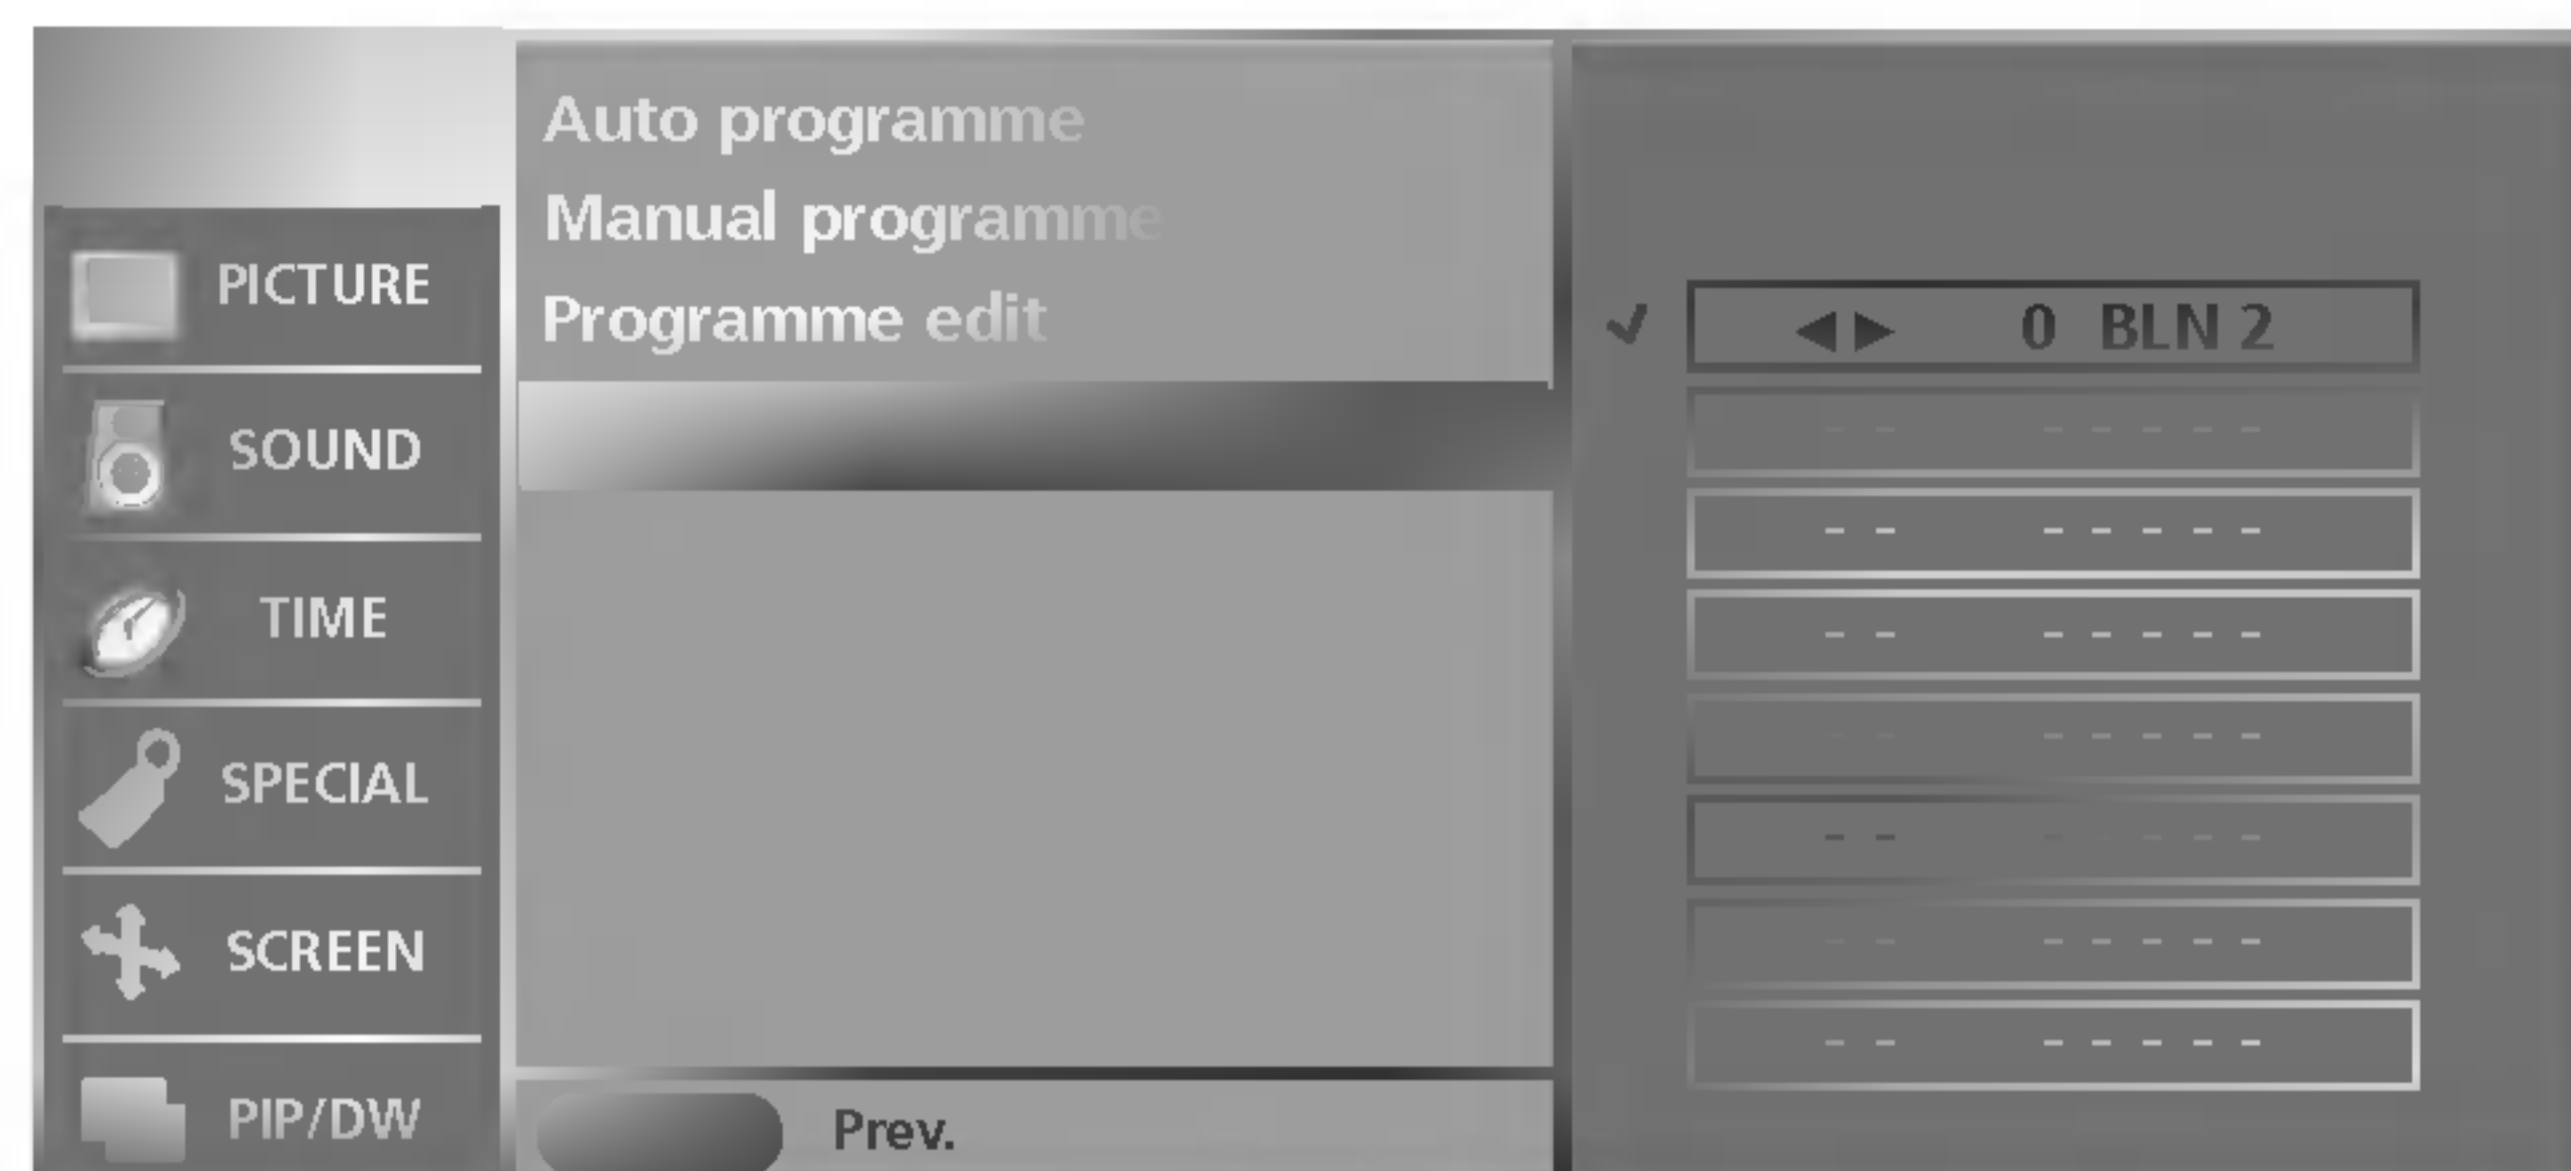 Auto programme
Manual programme
Programme edit
PICTURE
SOUND
TIME
SPECIAL
SCREEN
PIP/DW
Prev.
0 BLN 2
- - - - - - -
- - - - - - -
- - - - - - -
- - - - - - -
- - - - - - -
- - - - - - -
- - - - - - -